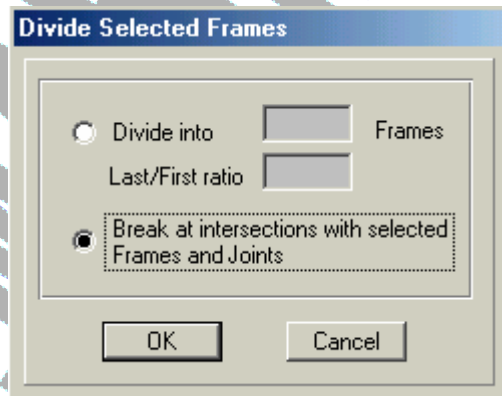 Divide Selected Frames
Divide into Frames
Last/First ratio
Break at intersections with selected
Frames and Joints
OK Cancel